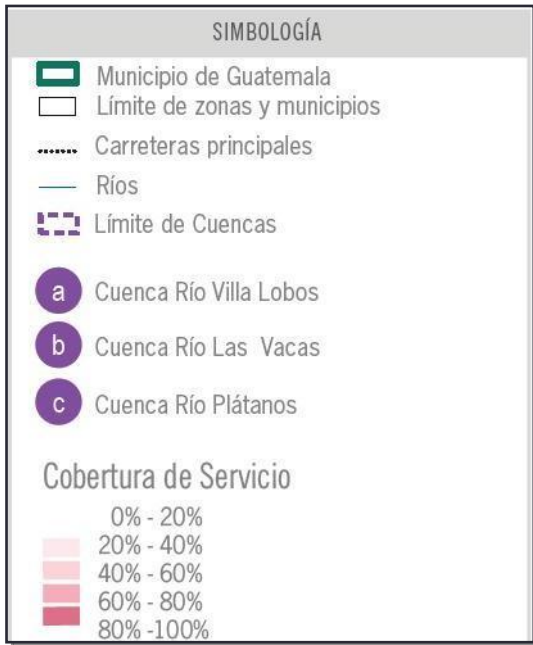 SIMBOLOGÍA
Municipio de Guatemala
Límite de zonas y municipios
Carreteras principales
Ríos
Límite de Cuencas
a Cuenca Río Villa Lobos
b Cuenca Río Las Vacas
c Cuenca Río Plátanos
Cobertura de Servicio
0% - 20%
20% - 40%
40% - 60%
60% - 80%
80% -100%